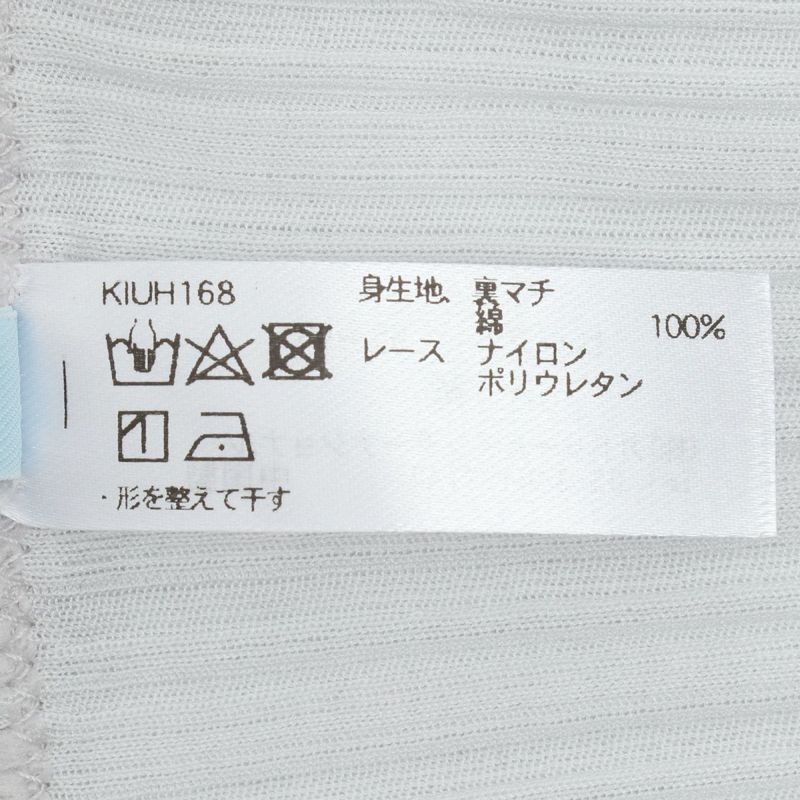 KIUH168
身生地、裏マチ
綿 100%
レース ナイロン
ポリウレタン
・形を整えて干す